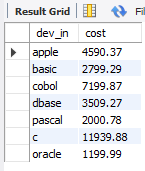 Result Grid Fil
dev_in cost
apple 4590.37
basic 2799.29
cobol 7199.87
dbase 3509.27
pascal 2000.78
c 11939.88
oracle 1199.99